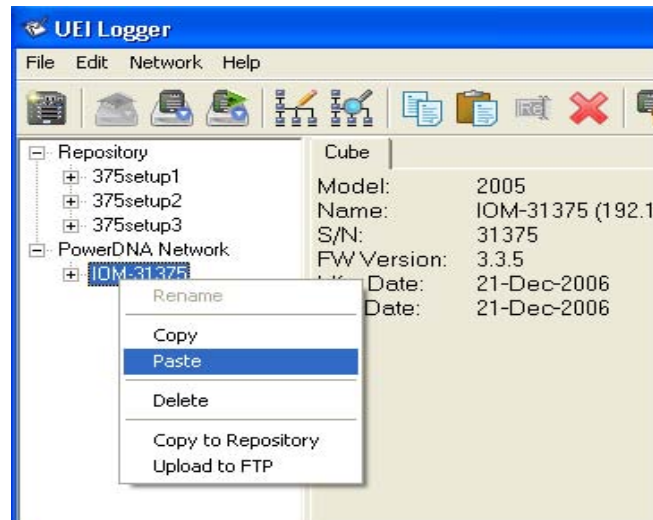 UEI Logger
File Edit Network Help
Repository
375setup1
375setup2
375setup3
PowerDNA Network
IOM-31375
Rename
Copy
Paste
Delete
Copy to Repository
Upload to FTP
Cube
Model: 2005
Name: IOM-31375 (192.1
S/N: 31375
FW Version: 3.3.5
Date: 21-Dec-2006
Date: 21-Dec-2006